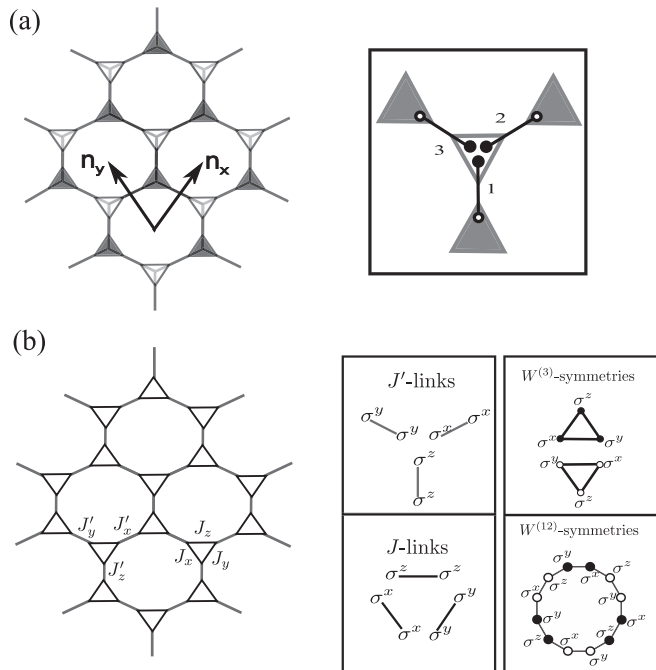 (a)
n_y n_x
3 2
1
(b)
J'_y J'_x J_z
J_x J_y
J'_z
J'-links
σ^y σ^y σ^x σ^x
σ^z
σ^z
J-links
σ^z σ^z
σ^x σ^y
σ^x σ^y
W^(3)-symmetries
σ^z
σ^x σ^y
σ^y σ^x
σ^z
W^(12)-symmetries
σ^y
σ^z σ^x σ^z
σ^x σ^y
σ^y σ^x
σ^z σ^x σ^z
σ^y